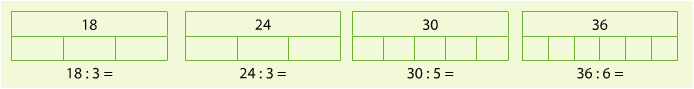 18 24 30 36
18 : 3 = 24 : 3 = 30 : 5 = 36 : 6 =